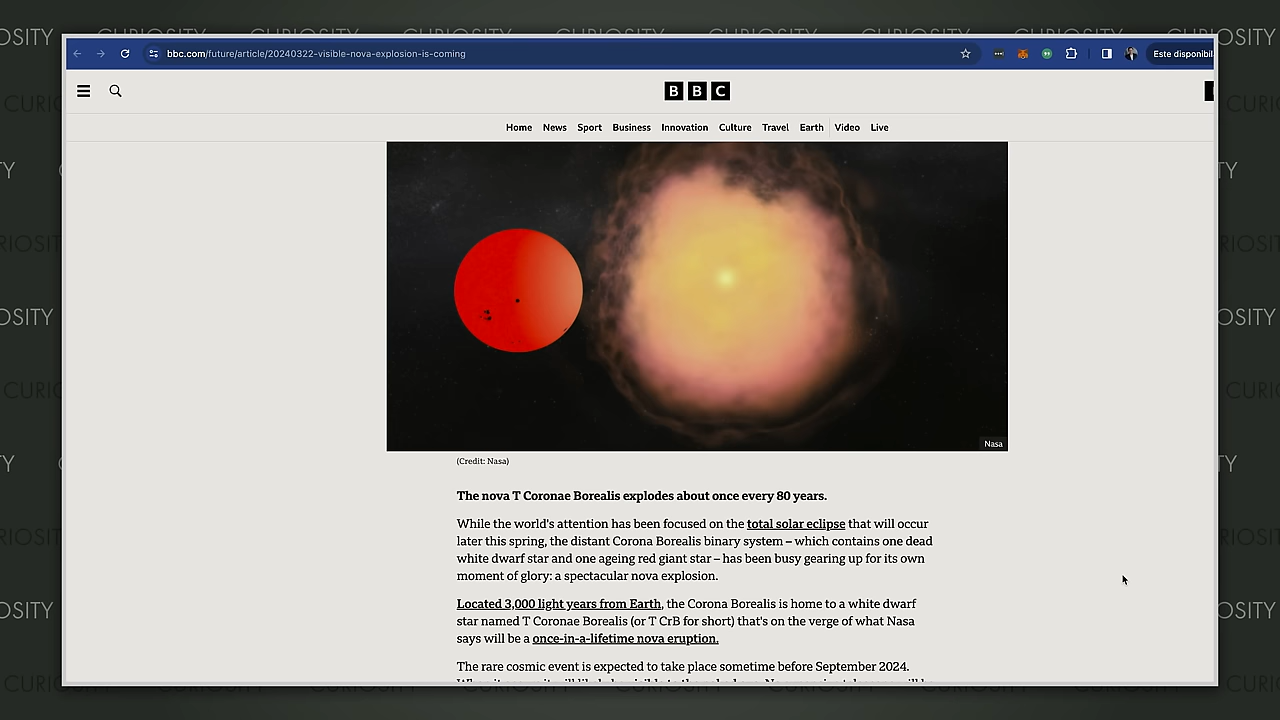 bbc.com/future/article/20240322-visible-nova-explosion-is-coming
Este disponibil
BBC
Home News Sport Business Innovation Culture Travel Earth Video Live
Nasa
(Credit: Nasa)
The nova T Coronae Borealis explodes about once every 80 years.
While the world's attention has been focused on the total solar eclipse that will occur
later this spring, the distant Corona Borealis binary system – which contains one dead
white dwarf star and one ageing red giant star – has been busy gearing up for its own
moment of glory: a spectacular nova explosion.
Located 3,000 light years from Earth, the Corona Borealis is home to a white dwarf
star named T Coronae Borealis (or T CrB for short) that's on the verge of what Nasa
says will be a once-in-a-lifetime nova eruption.
The rare cosmic event is expected to take place sometime before September 2024.